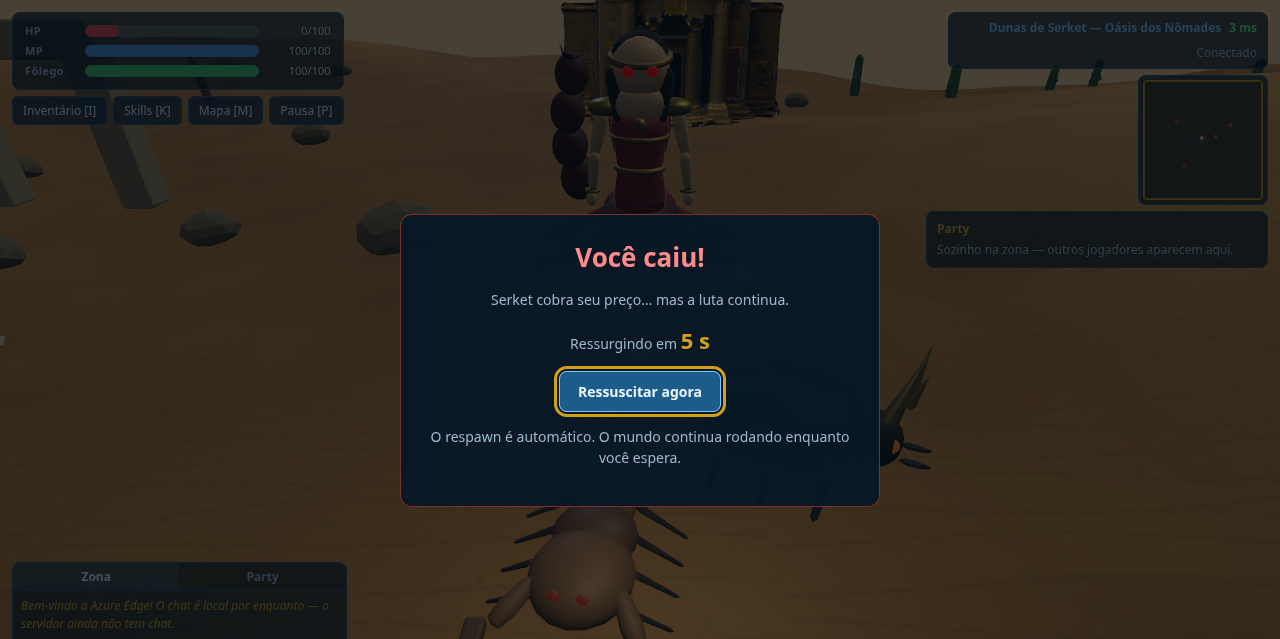 HP 0/100
MP 100/100
Fôlego 100/100
Inventário [I] Skills [K] Mapa [M] Pausa [P]
Dunas de Serket — Oásis dos Nômades 3 ms
Conectado
Party
Sozinho na zona — outros jogadores aparecem aqui.
Você caiu!
Serket cobra seu preço... mas a luta continua.
Ressurgindo em 5 s
Ressuscitar agora
O respawn é automático. O mundo continua rodando enquanto
você espera.
Zona Party
Bem-vindo a Azure Edge! O chat é local por enquanto — o
servidor ainda não tem chat.